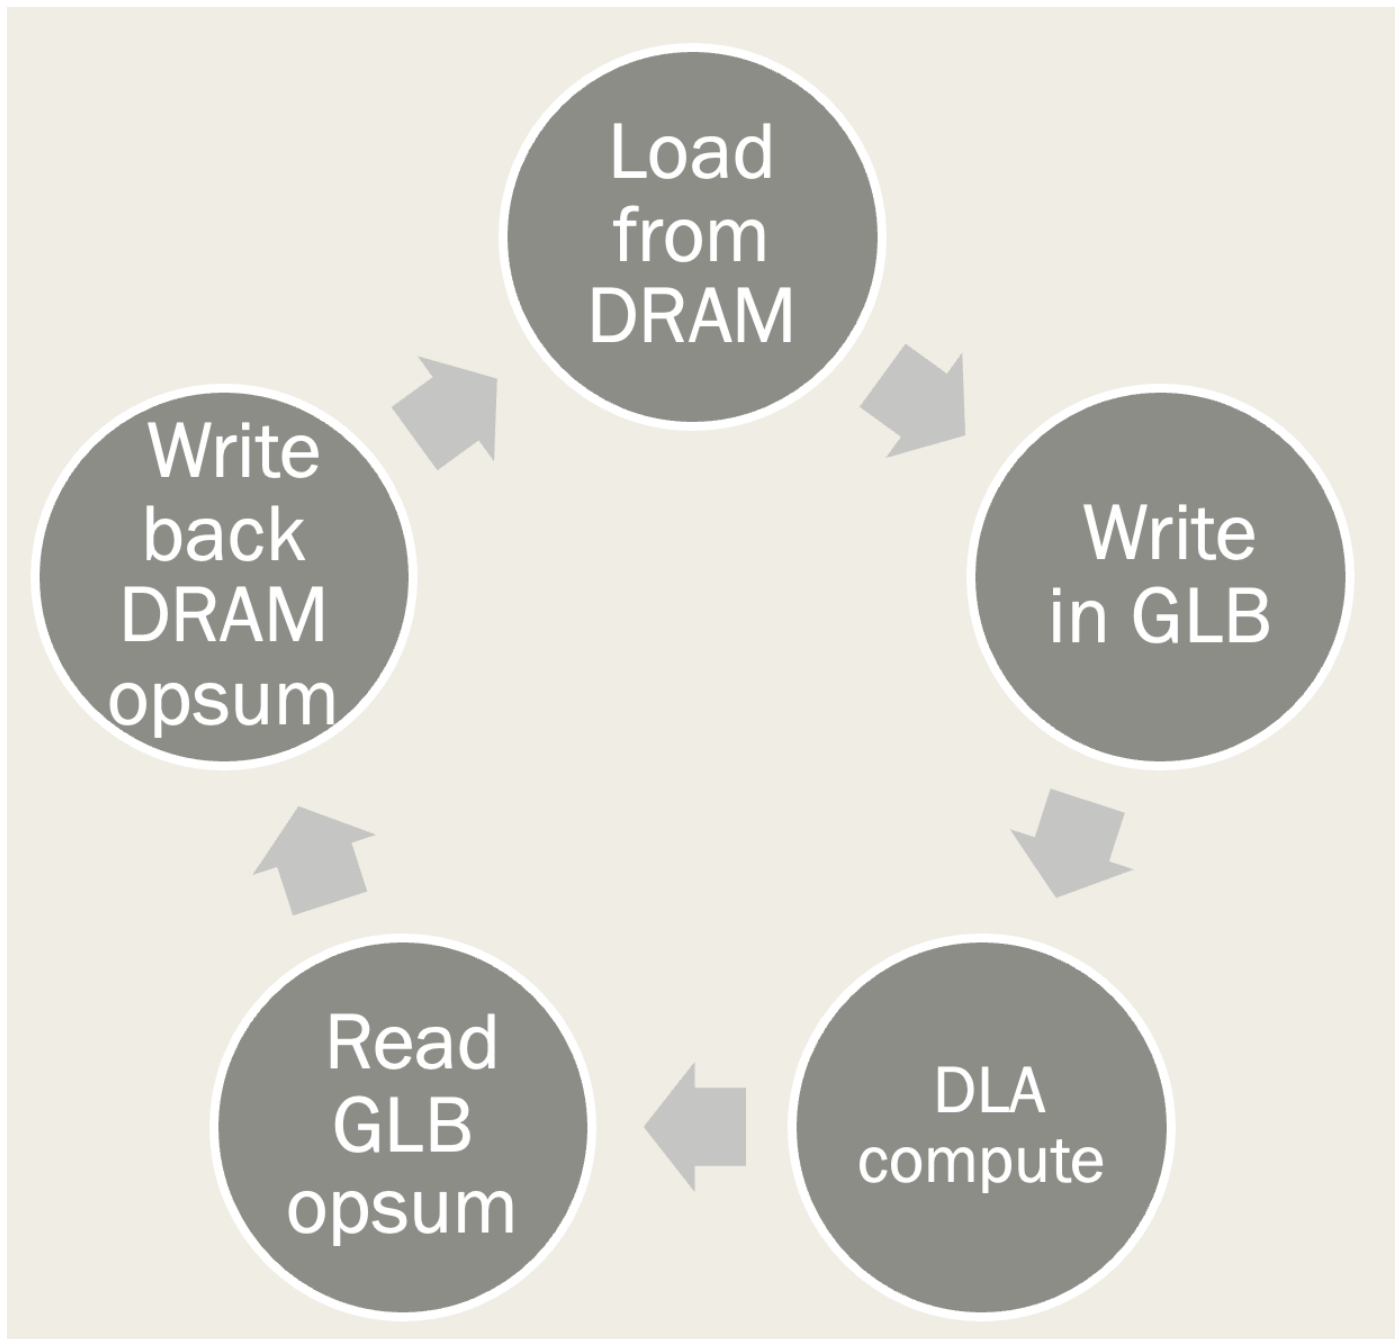 Load
from
DRAM
Write
in GLB
DLA
compute
Read
GLB
opsum
Write
back
DRAM
opsum